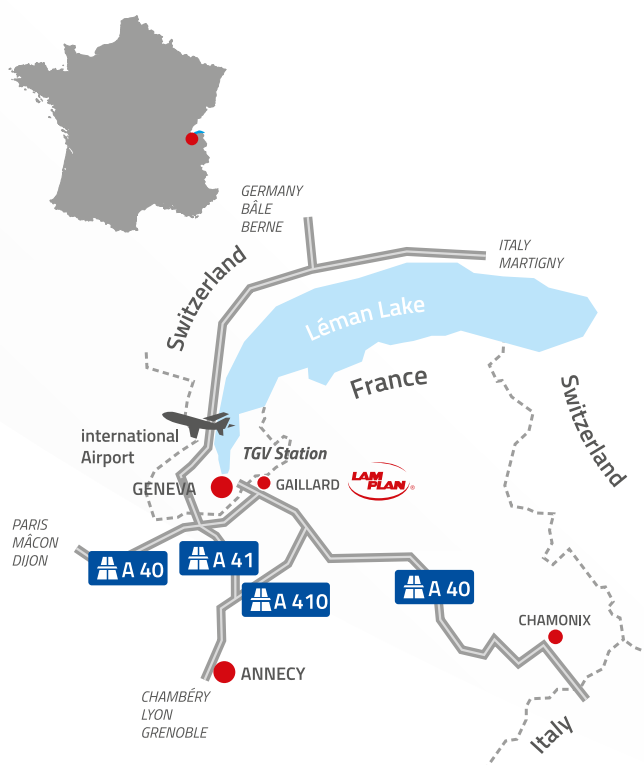 GERMANY
BÂLE
BERNE
ITALY
MARTIGNY
Switzerland
Léman Lake
France
Switzerland
international
Airport
TGV Station
GENEVA
GAILLARD
LAM
PLAN®
PARIS
MÂCON
DIJON
A 40
A 41
A 410
A 40
CHAMONIX
ANNECY
CHAMBÉRY
LYON
GRENOBLE
Italy